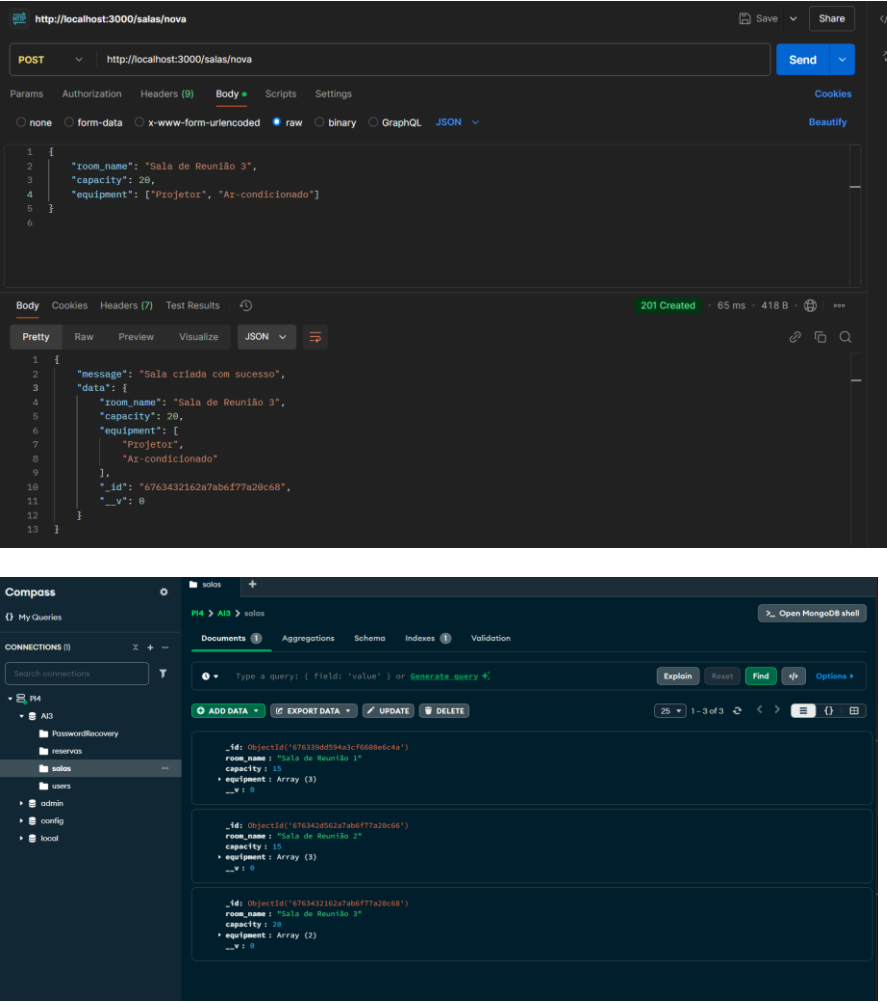 HTTP http://localhost:3000/salas/nova Save Share
POST http://localhost:3000/salas/nova Send
Params Authorization Headers (9) Body Scripts Settings Cookies
none form-data x-www-form-urlencoded raw binary GraphQL JSON Beautify
1 {
2 "room_name": "Sala de Reunião 3",
3 "capacity": 20,
4 "equipment": ["Projetor", "Ar-condicionado"]
5 }
6
Body Cookies Headers (7) Test Results 201 Created 65 ms 418 B
Pretty Raw Preview Visualize JSON
1 {
2 "message": "Sala criada com sucesso",
3 "data": {
4 "room_name": "Sala de Reunião 3",
5 "capacity": 20,
6 "equipment": [
7 "Projetor",
8 "Ar-condicionado"
9 ],
10 "_id": "6763432162a7ab6f77a20c68",
11 "__v": 0
12 }
13 }
Compass
{} My Queries
CONNECTIONS (1)
Search connections
PI4
AI3
PasswordRecovery
reservas
salas
users
admin
config
local
salas
PI4 > AI3 > salas >_ Open MongoDB shell
Documents 1 Aggregations Schema Indexes 1 Validation
Type a query: { field: 'value' } or Generate query Explain Reset Find </> Options
ADD DATA EXPORT DATA UPDATE DELETE 25 1 - 3 of 3 {}
_id: ObjectId('676339dd594a3cf6608e6c4a')
room_name : "Sala de Reunião 1"
capacity : 15
equipment : Array (3)
__v : 0
_id: ObjectId('676342d562a7ab6f77a20c66')
room_name : "Sala de Reunião 2"
capacity : 15
equipment : Array (3)
__v : 0
_id: ObjectId('6763432162a7ab6f77a20c68')
room_name : "Sala de Reunião 3"
capacity : 20
equipment : Array (2)
__v : 0